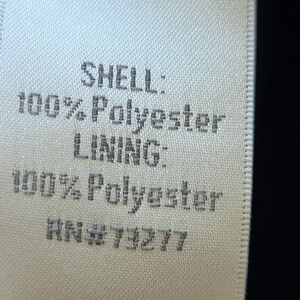 SHELL:
100% Polyester
LINING:
100% Polyester
RN#73277